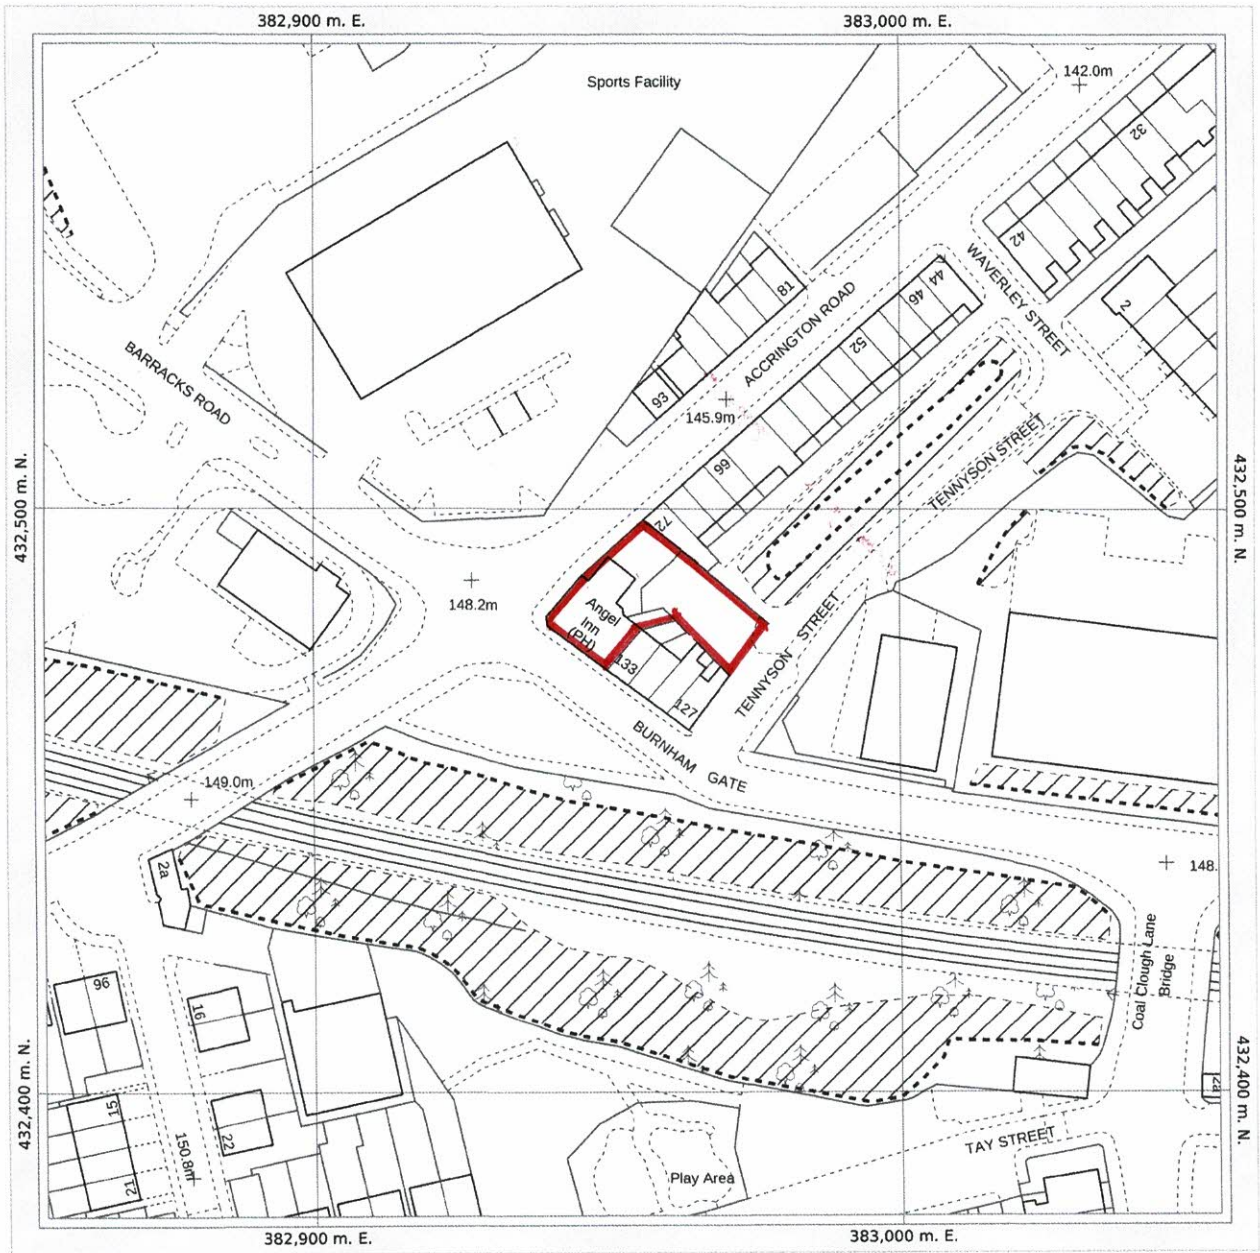 382,900 m. E.
383,000 m. E.
142.0m
Sports Facility
32
42
WAVERLEY STREET
44
46
81
2
ACCRINGTON ROAD
52
BARRACKS ROAD
93
145.9m
66
TENNYSON STREET
432,500 m. N.
432,500 m. N.
72
148.2m
Angel
Inn
(PH)
133
TENNYSON STREET
127
BURNHAM GATE
149.0m
2a
148.
Coal Clough Lane
Bridge
96
16
432,400 m. N.
432,400 m. N.
2a
15
22
150.8m
21
TAY STREET
Play Area
382,900 m. E.
383,000 m. E.